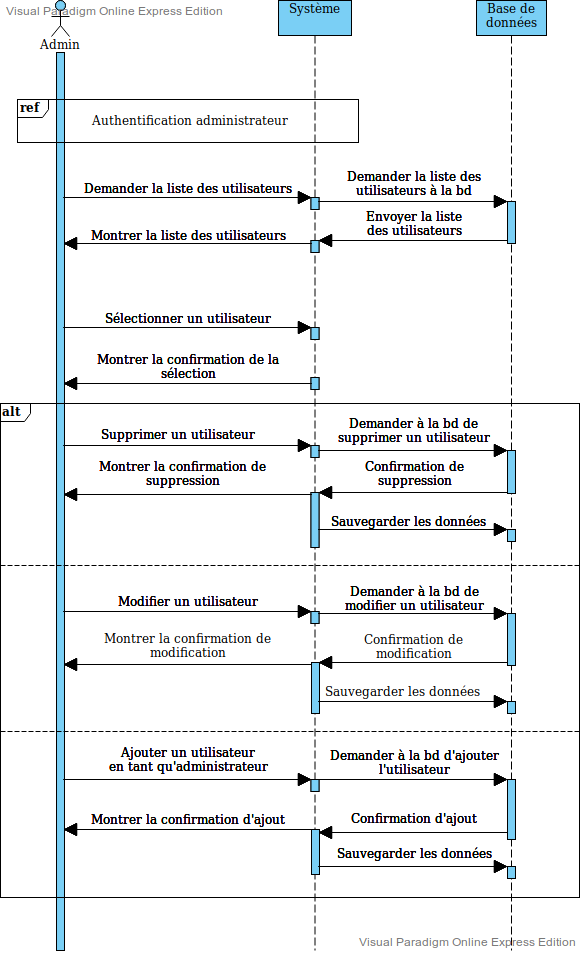 Visual Paradigm Online Express Edition
Système
Base de
données
Admin
ref
Authentification administrateur
Demander la liste des utilisateurs
Demander la liste des
utilisateurs à la bd
Envoyer la liste
des utilisateurs
Montrer la liste des utilisateurs
Sélectionner un utilisateur
Montrer la confirmation de la
sélection
alt
Supprimer un utilisateur
Demander à la bd de
supprimer un utilisateur
Montrer la confirmation de
suppression
Confirmation de
suppression
Sauvegarder les données
Modifier un utilisateur
Demander à la bd de
modifier un utilisateur
Montrer la confirmation de
modification
Confirmation de
modification
Sauvegarder les données
Ajouter un utilisateur
en tant qu'administrateur
Demander à la bd d'ajouter
l'utilisateur
Montrer la confirmation d'ajout
Confirmation d'ajout
Sauvegarder les données
Visual Paradigm Online Express Edition